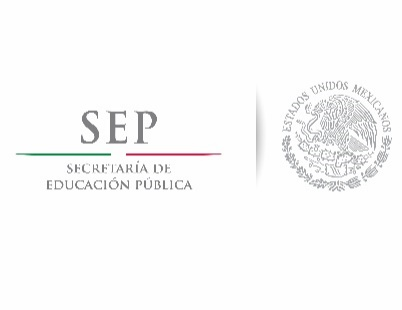 SEP
SECRETARÍA DE
EDUCACIÓN PÚBLICA
ESTADOS UNIDOS MEXICANOS